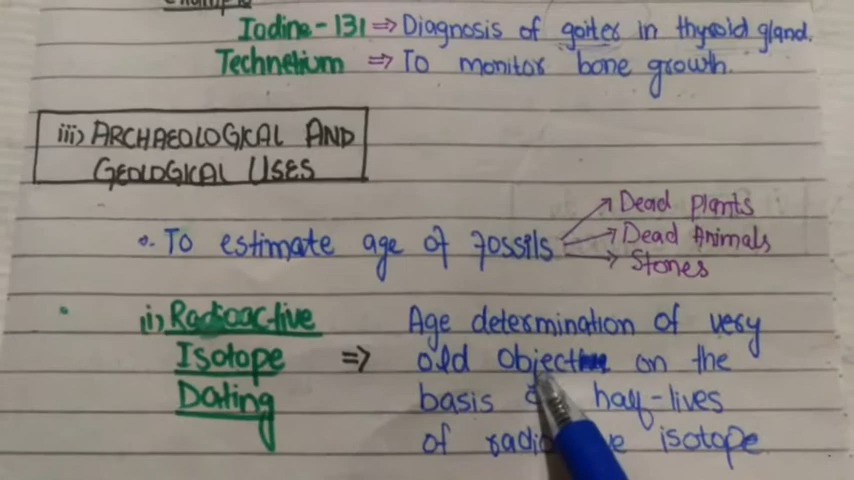 Iodine-131 ⇒ Diagnosis of goiter in thyroid gland.
Technetium ⇒ To monitor bone growth.
iii) ARCHAEOLOGICAL AND
GEOLOGICAL USES
To estimate age of fossils
Dead Plants
Dead Animals
Stones
(i) Radioactive
Isotope ⇒
Dating
Age determination of very
old object on the
basis half-lives
of isotope